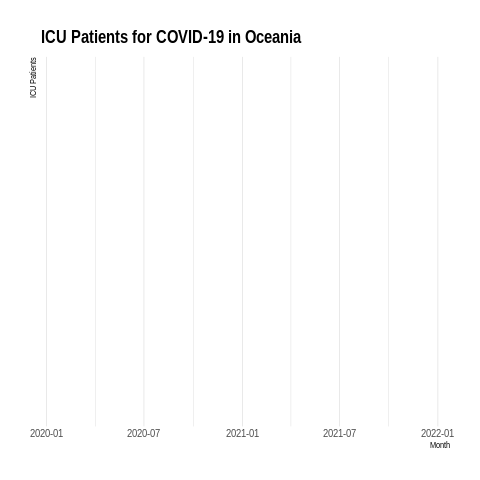 ICU Patients for COVID-19 in Oceania
ICU Patients
2020-01 2020-07 2021-01 2021-07 2022-01
Month